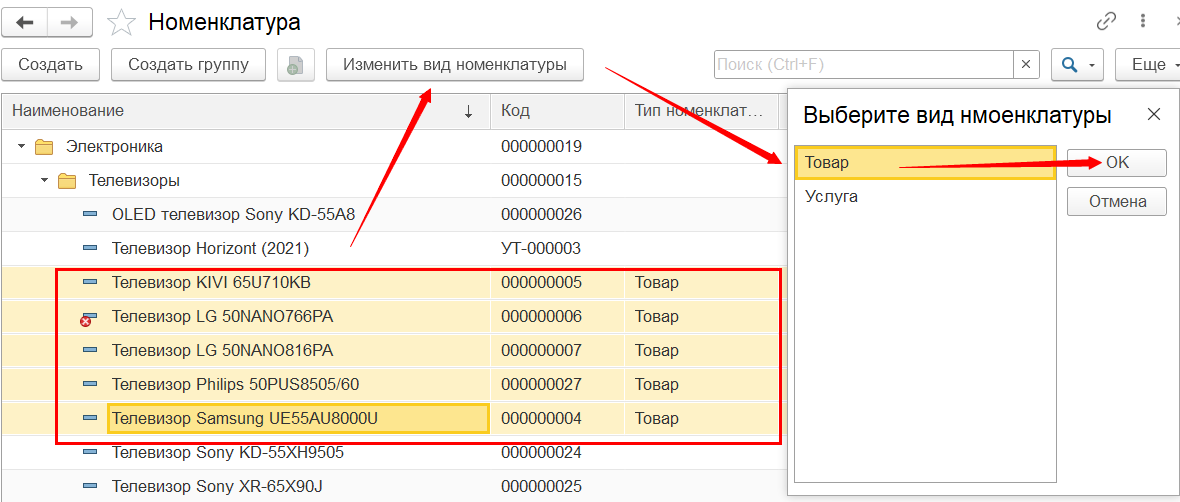 Номенклатура
Создать Создать группу Изменить вид номенклатуры Поиск (Ctrl+F) Еще
Наименование Код Тип номенклат...
Электроника 000000019
Телевизоры 000000015
OLED телевизор Sony KD-55A8 000000026
Телевизор Horizont (2021) УТ-000003
Телевизор KIVI 65U710KB 000000005 Товар
Телевизор LG 50NANO766PA 000000006 Товар
Телевизор LG 50NANO816PA 000000007 Товар
Телевизор Philips 50PUS8505/60 000000027 Товар
Телевизор Samsung UE55AU8000U 000000004 Товар
Телевизор Sony KD-55XH9505 000000024
Телевизор Sony XR-65X90J 000000025
Выберите вид нмоенклатуры
Товар OK
Услуга Отмена